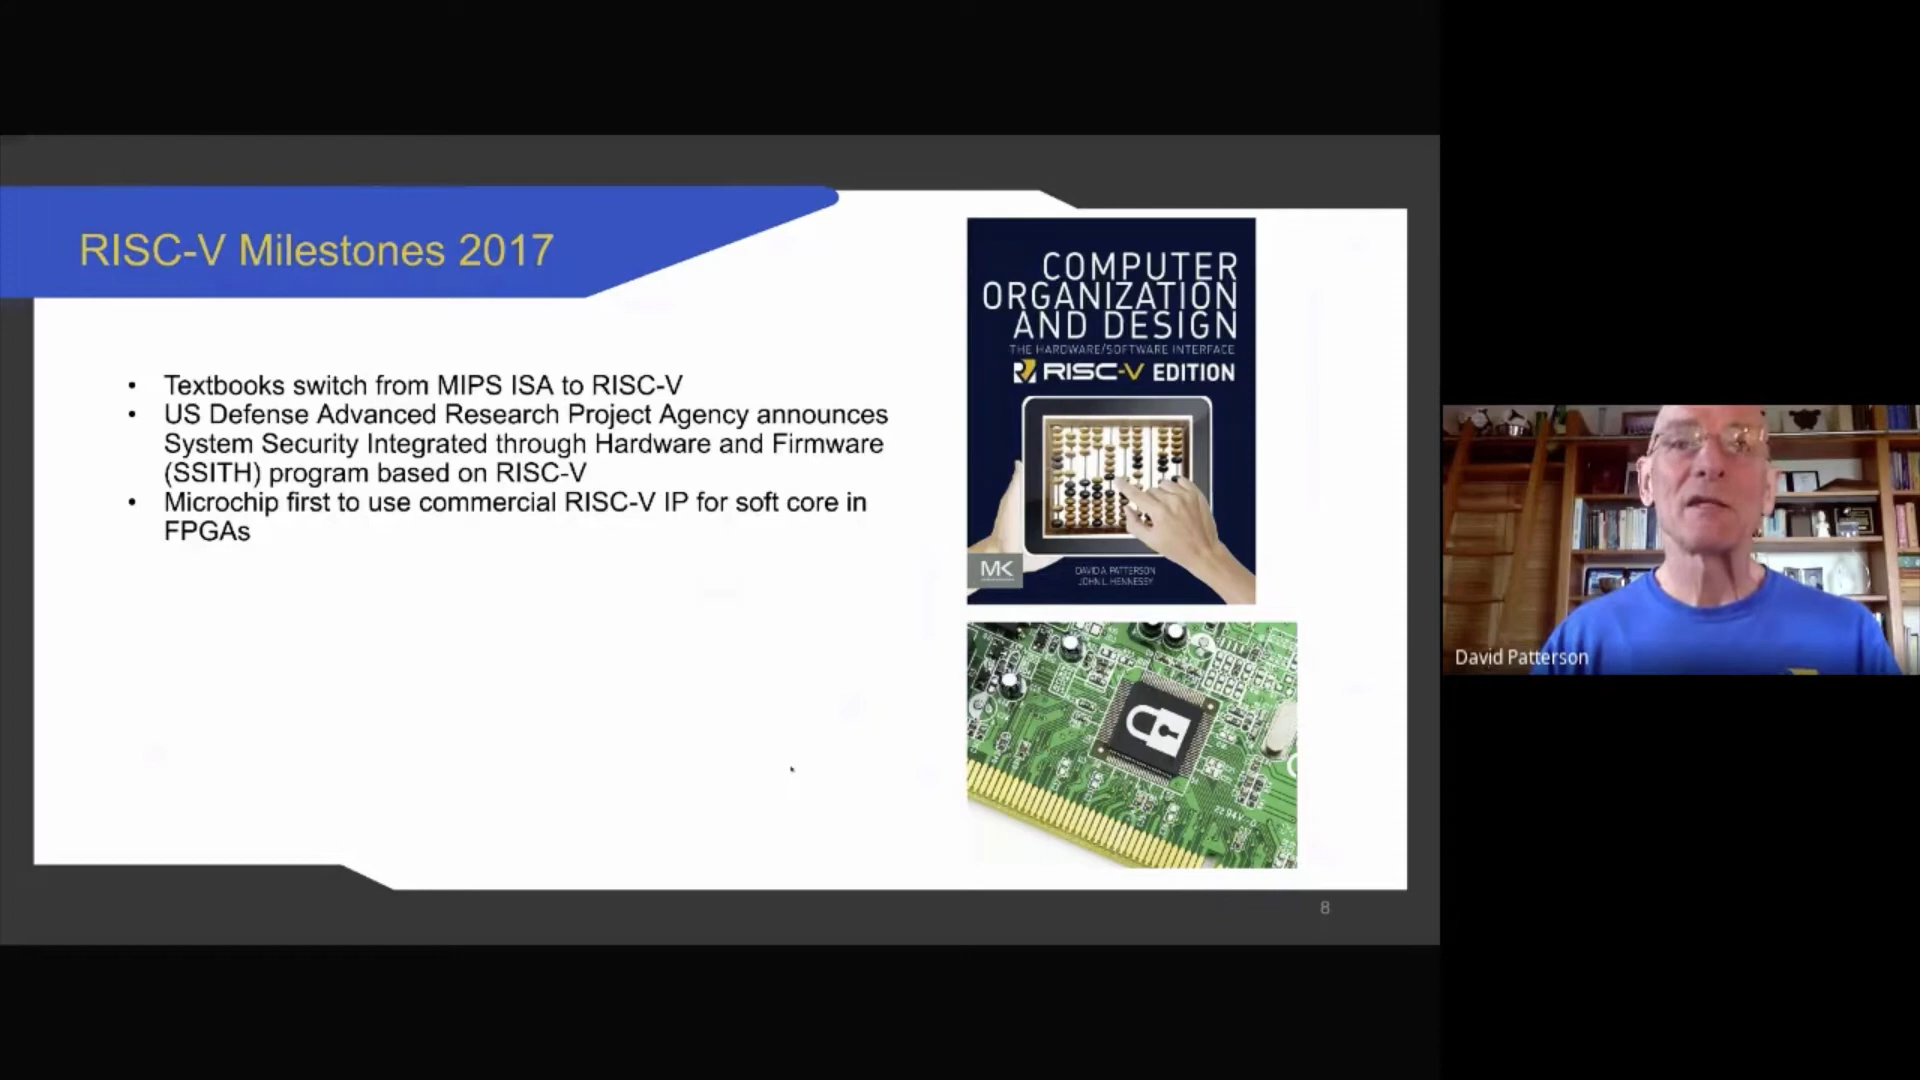 RISC-V Milestones 2017
• Textbooks switch from MIPS ISA to RISC-V
• US Defense Advanced Research Project Agency announces
System Security Integrated through Hardware and Firmware
(SSITH) program based on RISC-V
• Microchip first to use commercial RISC-V IP for soft core in
FPGAs
COMPUTER
ORGANIZATION
AND DESIGN
THE HARDWARE/SOFTWARE INTERFACE
RISC-V EDITION
MK
DAVID A. PATTERSON
JOHN L. HENNESSY
94V-0
8
David Patterson